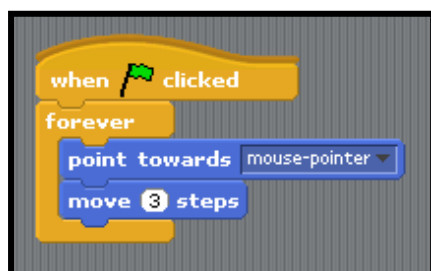 when clicked
forever
point towards mouse-pointer
move 3 steps